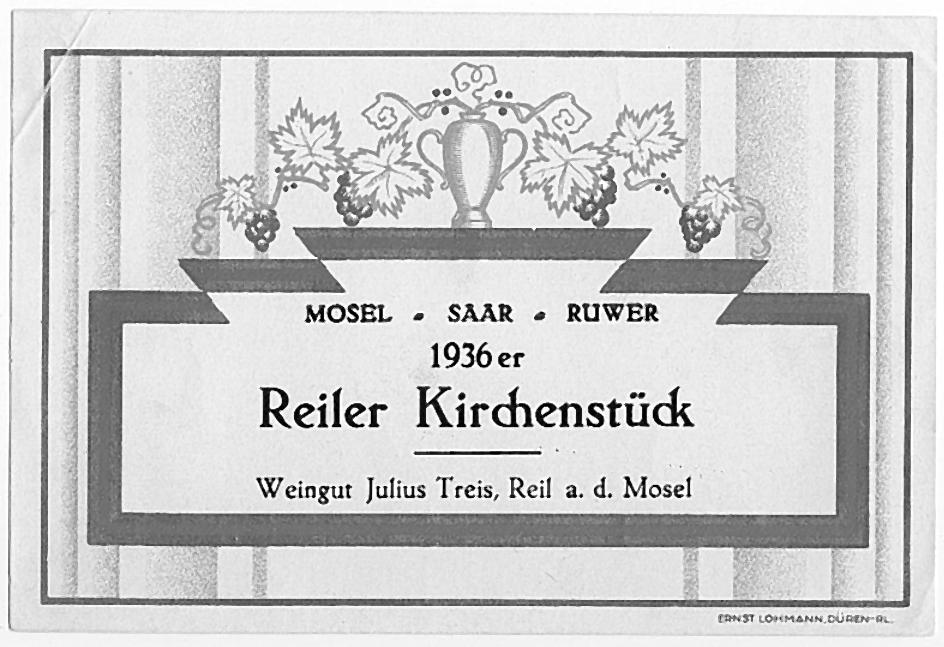 MOSEL - SAAR - RUWER
1936er
Reiler Kirchenstück
Weingut Julius Treis, Reil a. d. Mosel
ERNST LOHMANN, DÜREN-RL.